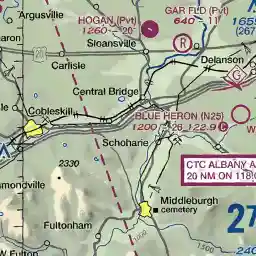 Argusville
HOGAN (Pvt)
1260 - 20
GAR FLD (Pvt)
640 - 11
Sloansville
R
Carlisle
Delanson
G
Central Bridge
Cobleskill
BLUE HERON (N25)
1200
122.9
Schoharie
2330
CTC ALBANY A
20 NM ON 118.
Middleburgh
cemetery
27
Fultonham